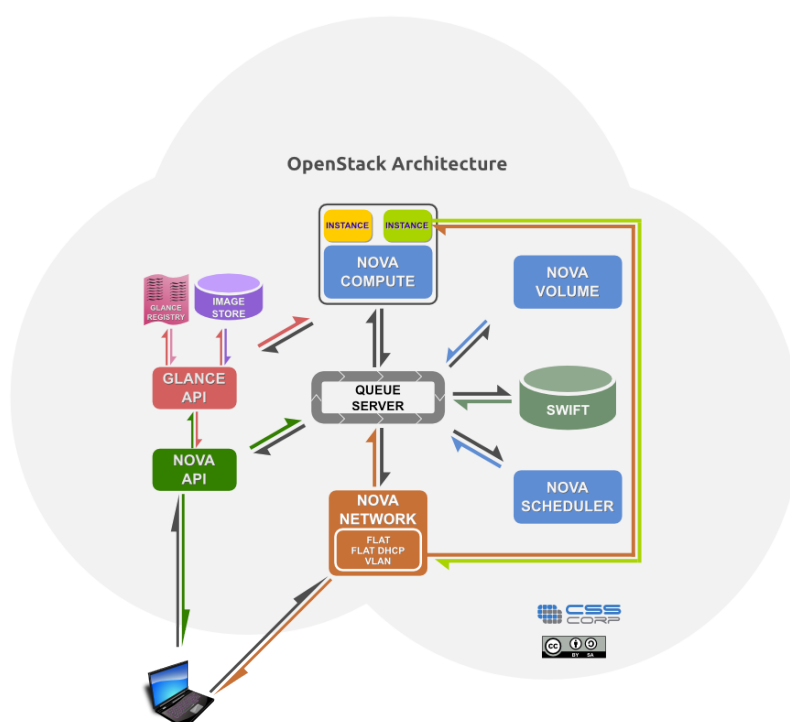 OpenStack Architecture
INSTANCE
INSTANCE
NOVA
COMPUTE
NOVA
VOLUME
GLANCE
REGISTRY
IMAGE
STORE
GLANCE
API
QUEUE
SERVER
SWIFT
NOVA
API
NOVA
SCHEDULER
NOVA
NETWORK
FLAT
FLAT DHCP
VLAN
CSS
CORP
cc
BY SA